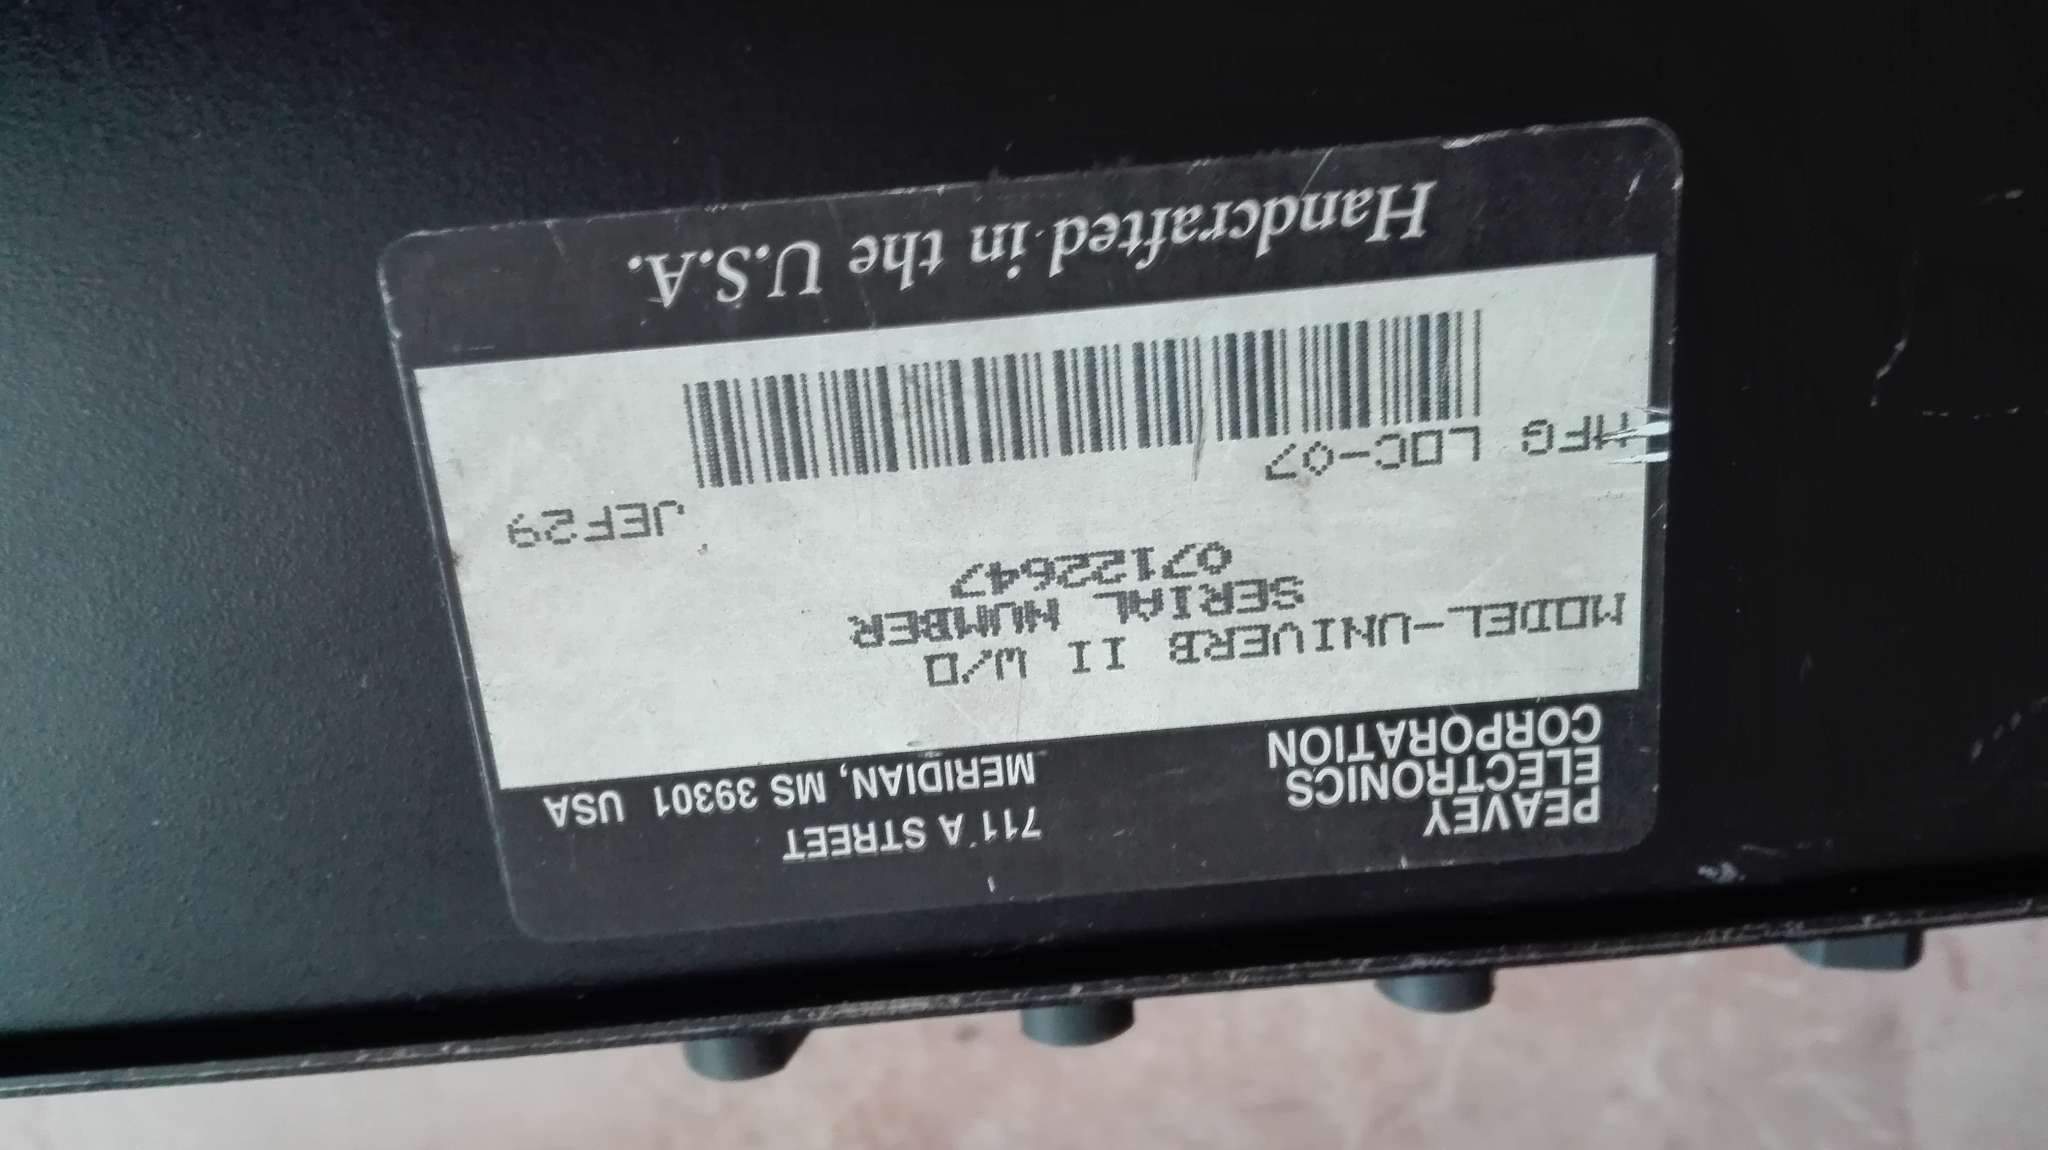 PEAVEY
ELECTRONICS
CORPORATION
711 A STREET
MERIDIAN, MS 39301 USA
MODEL-UNIVERB II W/O
SERIAL NUMBER
07122647
JEF29
MFG LOC-07
Handcrafted in the U.S.A.